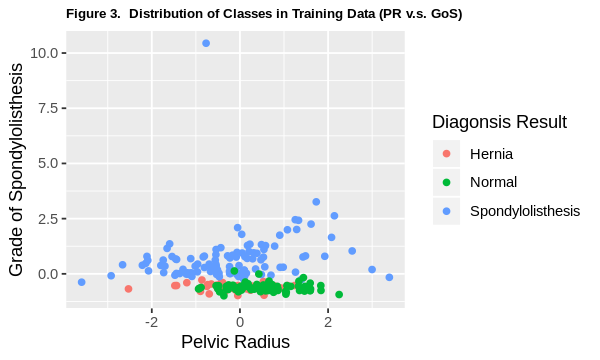 Figure 3.  Distribution of Classes in Training Data (PR v.s. GoS)
10.0
7.5
5.0
2.5
0.0
Grade of Spondylolisthesis
-2
0
2
Pelvic Radius
Diagonsis Result
Hernia
Normal
Spondylolisthesis